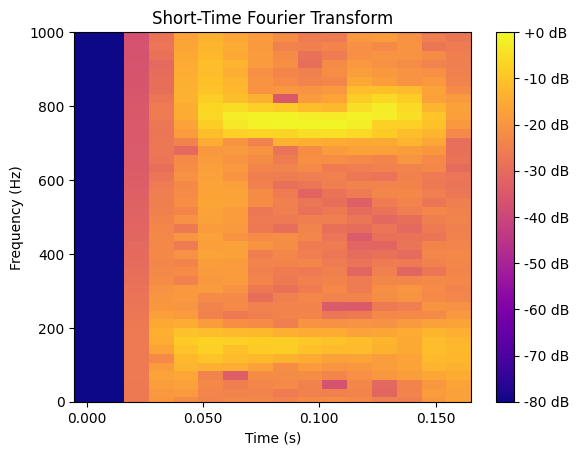 Short-Time Fourier Transform
1000
800
600
400
200
0
Frequency (Hz)
0.000
0.050
0.100
0.150
Time (s)
+0 dB
-10 dB
-20 dB
-30 dB
-40 dB
-50 dB
-60 dB
-70 dB
-80 dB